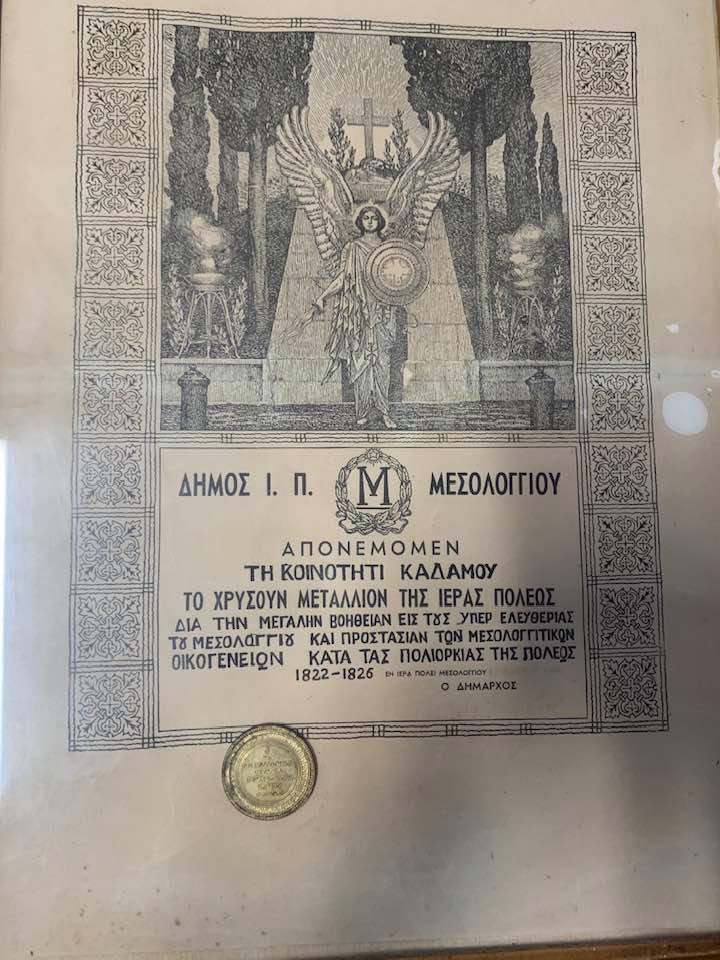 ΔΗΜΟΣ Ι. Π. Μ ΜΕΣΟΛΟΓΓΙΟΥ
ΑΠΟΝΕΜΟΜΕΝ
ΤΗ ΚΟΙΝΟΤΗΤΙ ΚΑΛΑΜΟΥ
ΤΟ ΧΡΥΣΟΥΝ ΜΕΤΑΛΛΙΟΝ ΤΗΣ ΙΕΡΑΣ ΠΟΛΕΩΣ
ΔΙΑ ΤΗΝ ΜΕΓΑΛΗΝ ΒΟΗΘΕΙΑΝ ΕΙΣ ΤΟΥΣ ΥΠΕΡ ΕΛΕΥΘΕΡΙΑΣ
ΤΟΥ ΜΕΣΟΛΟΓΓΙΟΥ ΚΑΙ ΠΡΟΣΤΑΣΙΑΝ ΤΩΝ ΜΕΣΟΛΟΓΓΙΤΙΚΩΝ
ΟΙΚΟΓΕΝΕΙΩΝ ΚΑΤΑ ΤΑΣ ΠΟΛΙΟΡΚΙΑΣ ΤΗΣ ΠΟΛΕΩΣ
1822-1826 ΕΝ ΙΕΡΑ ΠΟΛΕΙ ΜΕΣΟΛΟΓΓΙΟΥ
Ο ΔΗΜΑΡΧΟΣ